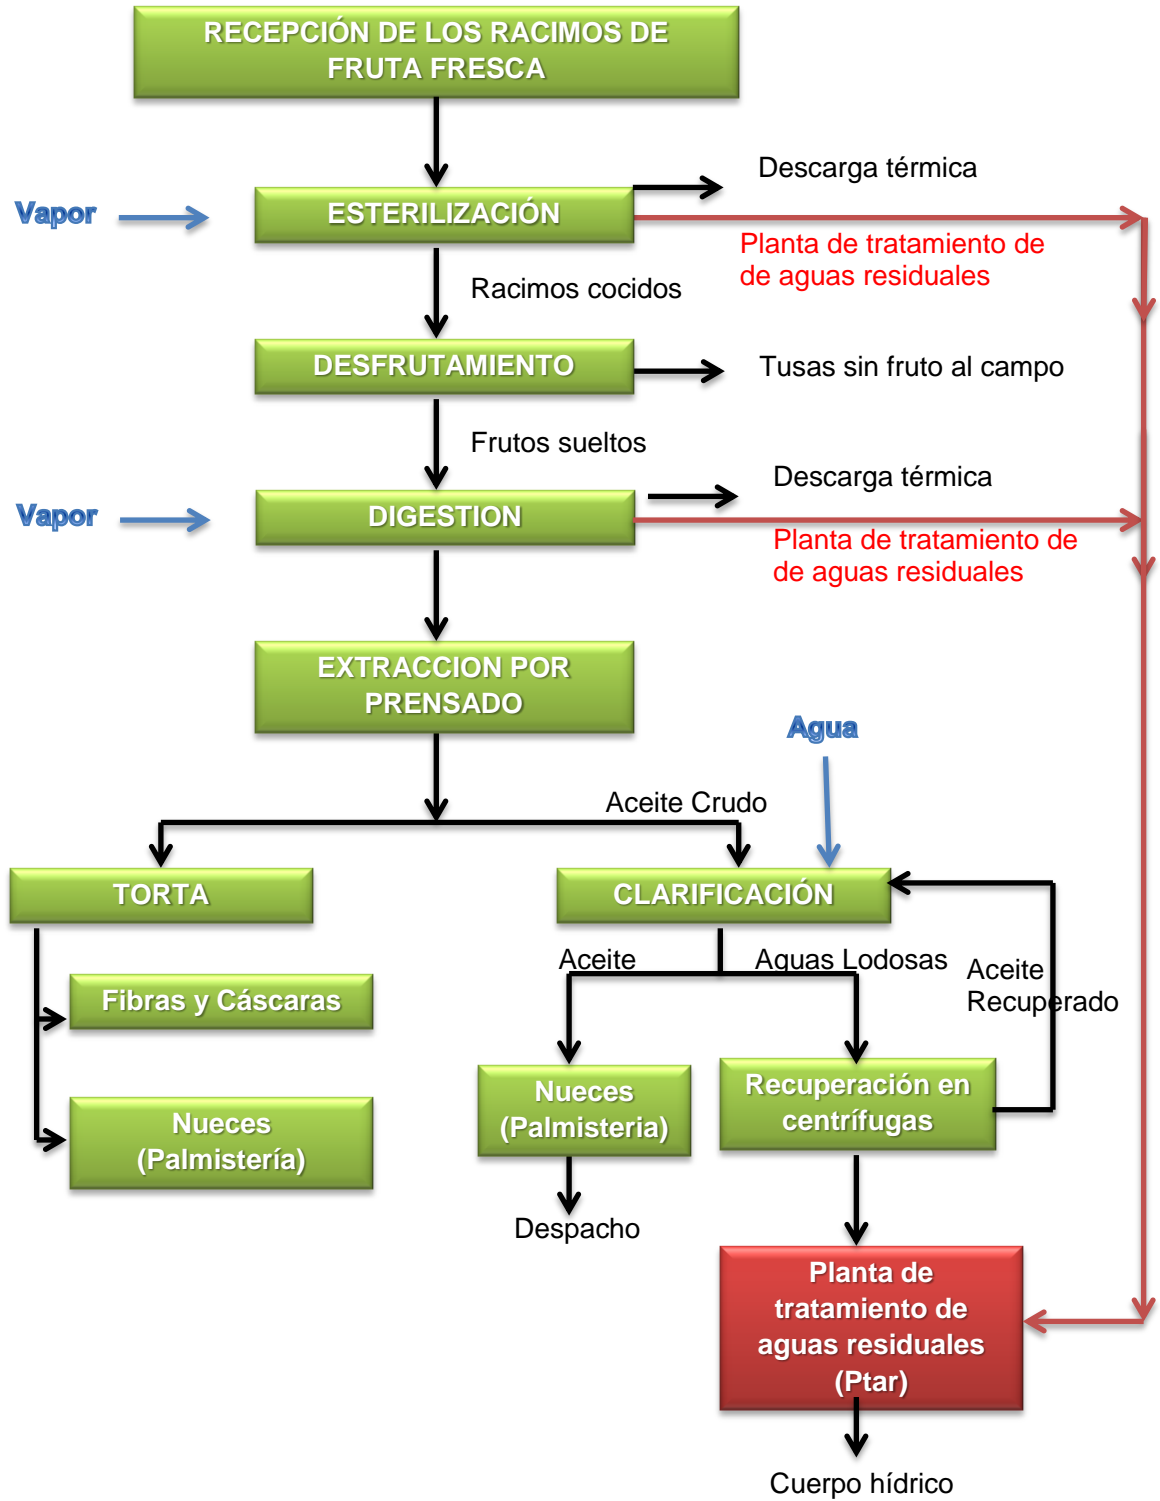 RECEPCIÓN DE LOS RACIMOS DE
FRUTA FRESCA
Descarga térmica
Vapor
ESTERILIZACIÓN
Planta de tratamiento de
de aguas residuales
Racimos cocidos
DESFRUTAMIENTO
Tusas sin fruto al campo
Frutos sueltos
Descarga térmica
Vapor
DIGESTION
Planta de tratamiento de
de aguas residuales
EXTRACCION POR
PRENSADO
Agua
Aceite Crudo
TORTA
CLARIFICACIÓN
Aceite
Aguas Lodosas
Aceite
Recuperado
Fibras y Cáscaras
Nueces
(Palmistería)
Nueces
(Palmisteria)
Recuperación en
centrífugas
Despacho
Planta de
tratamiento de
aguas residuales
(Ptar)
Cuerpo hídrico